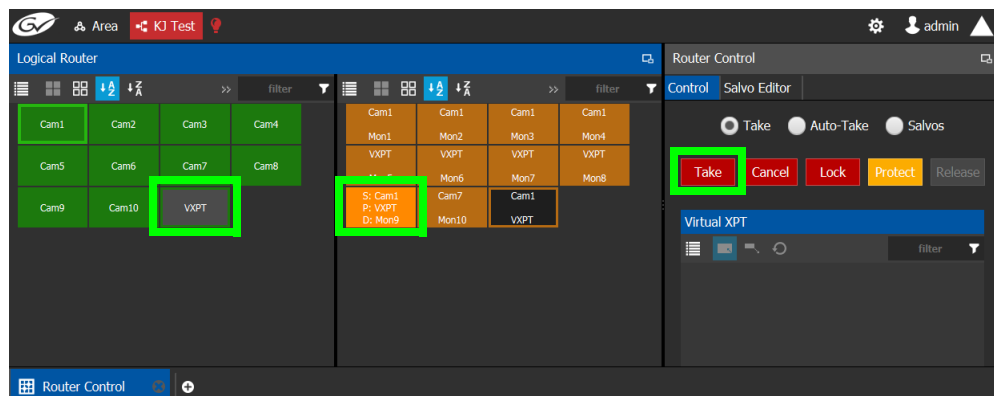 GV Area KJ Test admin
Logical Router
Router Control
filter
filter
Control Salvo Editor
Cam1 Cam2 Cam3 Cam4
Cam5 Cam6 Cam7 Cam8
Cam9 Cam10 VXPT
Cam1 Cam1 Cam1 Cam1
Mon1 Mon2 Mon3 Mon4
VXPT VXPT VXPT VXPT
Mon6 Mon7 Mon8
S: Cam1 Cam7 Cam1
P: VXPT
D: Mon9 Mon10 VXPT
Take Auto-Take Salvos
Take Cancel Lock Protect Release
Virtual XPT
filter
Router Control